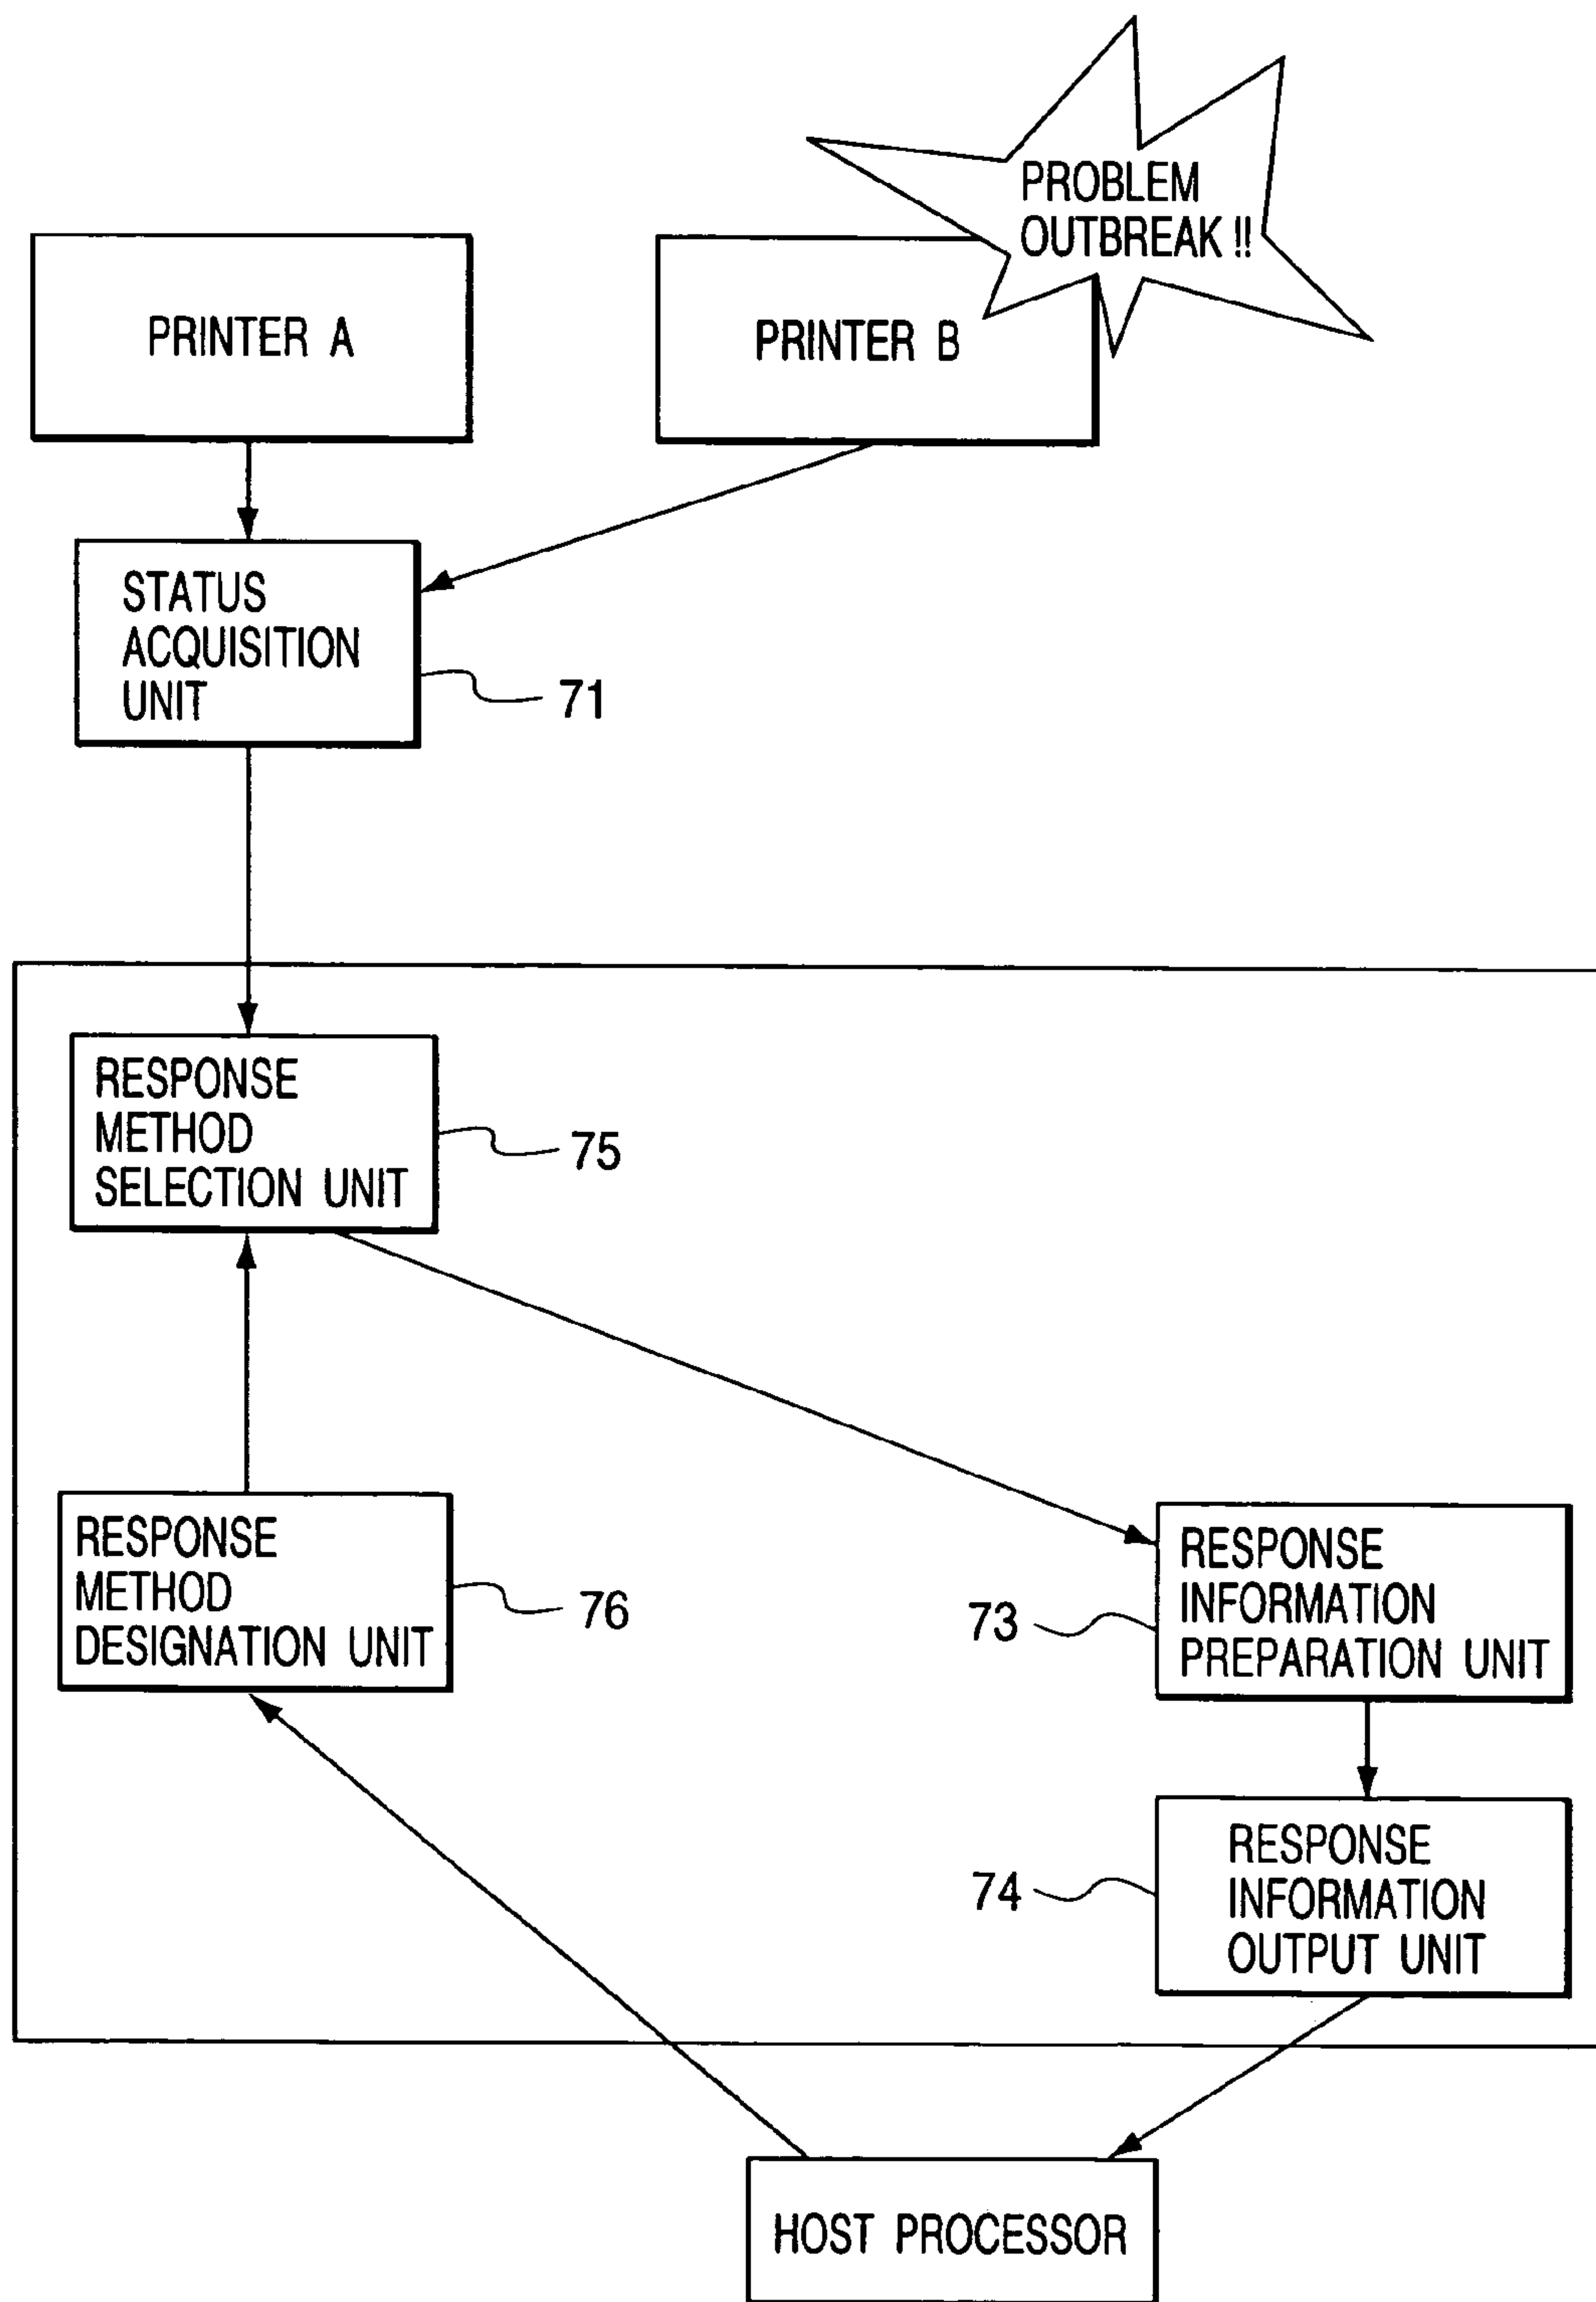 PROBLEM
OUTBREAK !!
PRINTER A
PRINTER B
STATUS
ACQUISITION
UNIT
71
RESPONSE
METHOD
SELECTION UNIT
75
RESPONSE
METHOD
DESIGNATION UNIT
76
73
RESPONSE
INFORMATION
PREPARATION UNIT
74
RESPONSE
INFORMATION
OUTPUT UNIT
HOST PROCESSOR